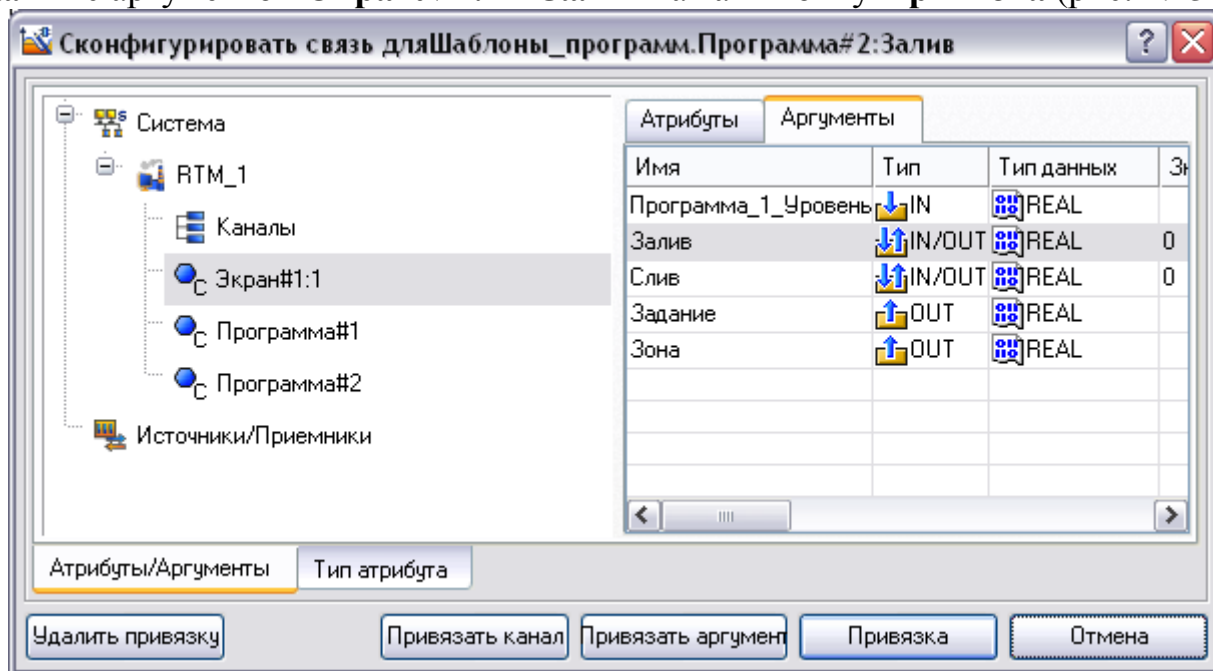 Сконфигурировать связь дляШаблоны_программ.Программа#2:Залив
Система
RTM_1
Каналы
Экран#1:1
Программа#1
Программа#2
Источники/Приемники
Атрибуты Аргументы
Имя Тип Тип данных
Программа_1_Уровень IN REAL
Залив IN/OUT REAL 0
Слив IN/OUT REAL 0
Задание OUT REAL
Зона OUT REAL
Атрибуты/Аргументы Тип атрибута
Удалить привязку Привязать канал Привязать аргумент Привязка Отмена